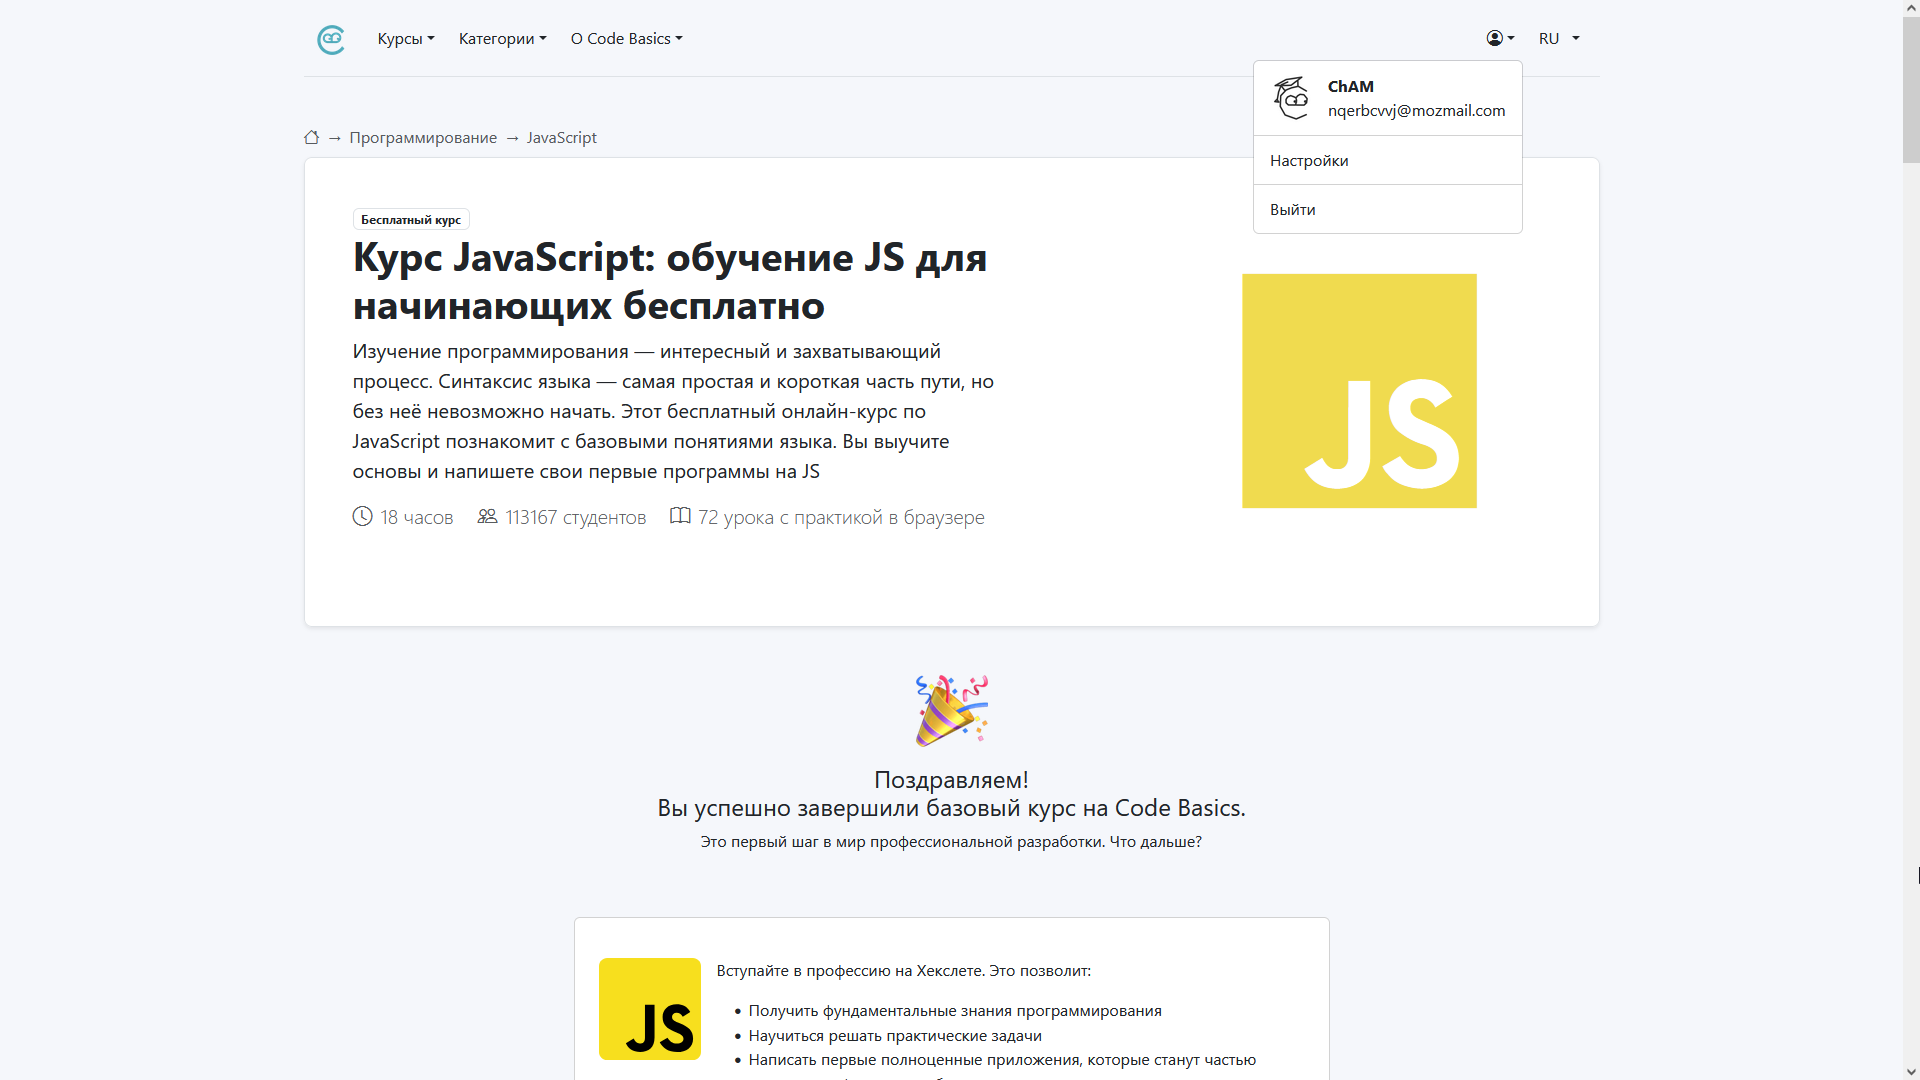 Курсы
Категории
О Code Basics
RU
ChAM
nqerbcvvj@mozmail.com
Настройки
Выйти
→ Программирование → JavaScript
Бесплатный курс
Курс JavaScript: обучение JS для
начинающих бесплатно
Изучение программирования — интересный и захватывающий
процесс. Синтаксис языка — самая простая и короткая часть пути, но
без неё невозможно начать. Этот бесплатный онлайн-курс по
JavaScript познакомит с базовыми понятиями языка. Вы выучите
основы и напишете свои первые программы на JS
18 часов
113167 студентов
72 урока с практикой в браузере
JS
Поздравляем!
Вы успешно завершили базовый курс на Code Basics.
Это первый шаг в мир профессиональной разработки. Что дальше?
JS
Вступайте в профессию на Хекслете. Это позволит:
• Получить фундаментальные знания программирования
• Научиться решать практические задачи
• Написать первые полноценные приложения, которые станут частью